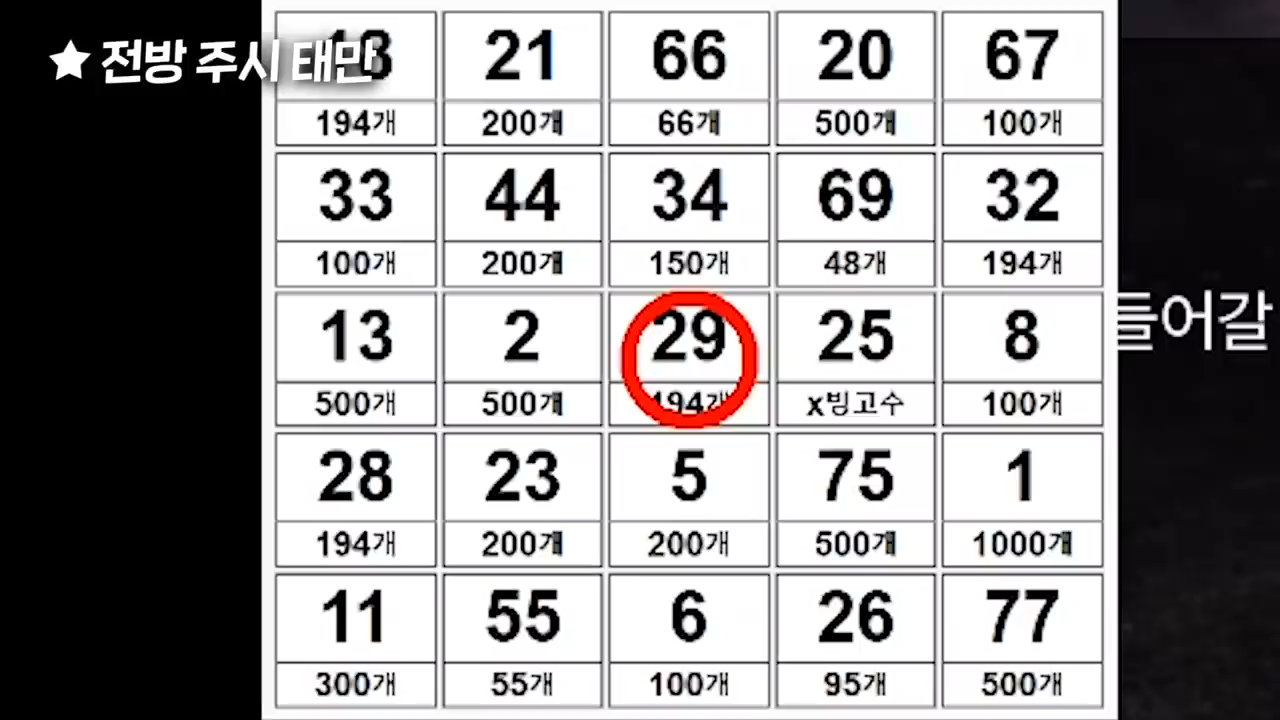 ★ 전방 주시 태만
21 66 20 67
194개 200개 66개 500개 100개
33 44 34 69 32
100개 200개 150개 48개 194개
13 2 29 25 8
500개 500개 194개 x빙고수 100개
들어갈
28 23 5 75 1
194개 200개 200개 500개 1000개
11 55 6 26 77
300개 55개 100개 95개 500개